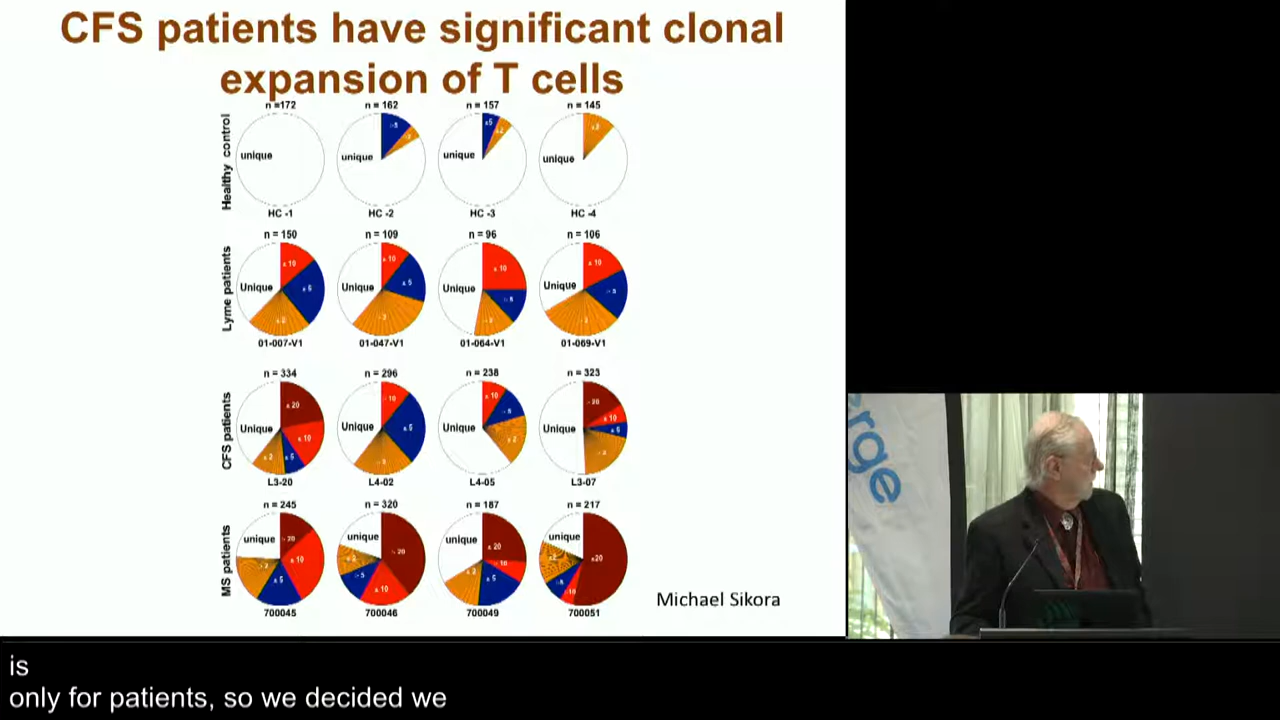 CFS patients have significant clonal
expansion of T cells
n =172 n = 162 n = 157 n = 145
Healthy control
unique unique unique unique
HC -1 HC -2 HC -3 HC -4
n = 150 n = 109 n = 96 n = 106
Lyme patients
Unique Unique Unique Unique
01-007-V1 01-047-V1 01-064-V1 01-069-V1
n = 334 n = 296 n = 238 n = 323
CFS patients
Unique Unique Unique Unique
L3-20 L4-02 L4-05 L3-07
n = 245 n = 320 n = 187 n = 217
MS patients
unique unique unique unique
700045 700046 700049 700051
Michael Sikora
erge
is
only for patients, so we decided we